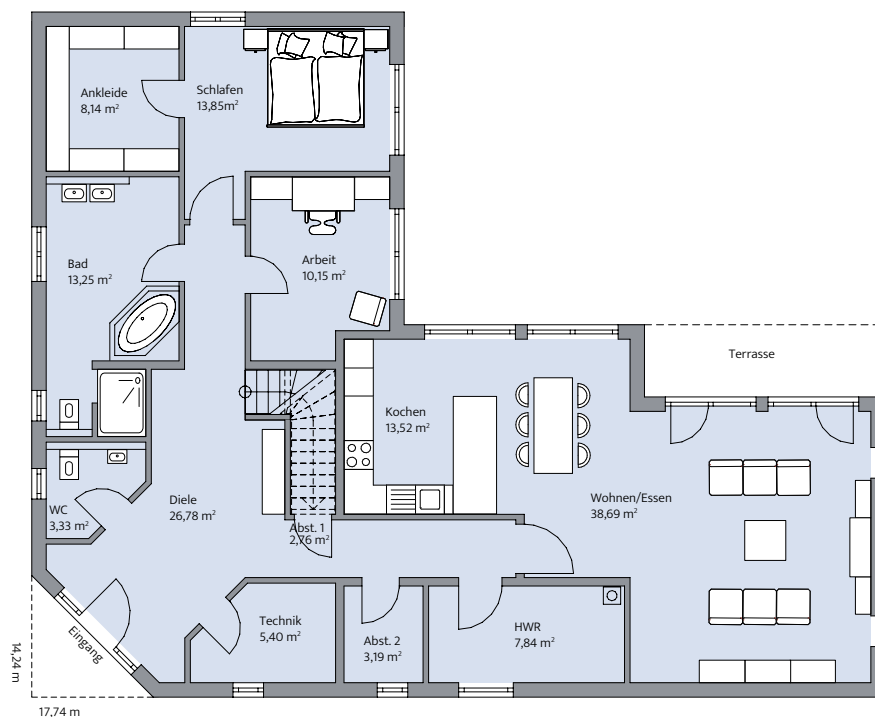 Ankleide
8,14 m²
Schlafen
13,85m²
Bad
13,25 m²
Arbeit
10,15 m²
Terrasse
Kochen
13,52 m²
Wohnen/Essen
38,69 m²
WC
3,33 m²
Diele
26,78 m²
Abst. 1
2,76 m²
Technik
5,40 m²
Abst. 2
3,19 m²
HWR
7,84 m²
Eingang
14,24 m
17,74 m